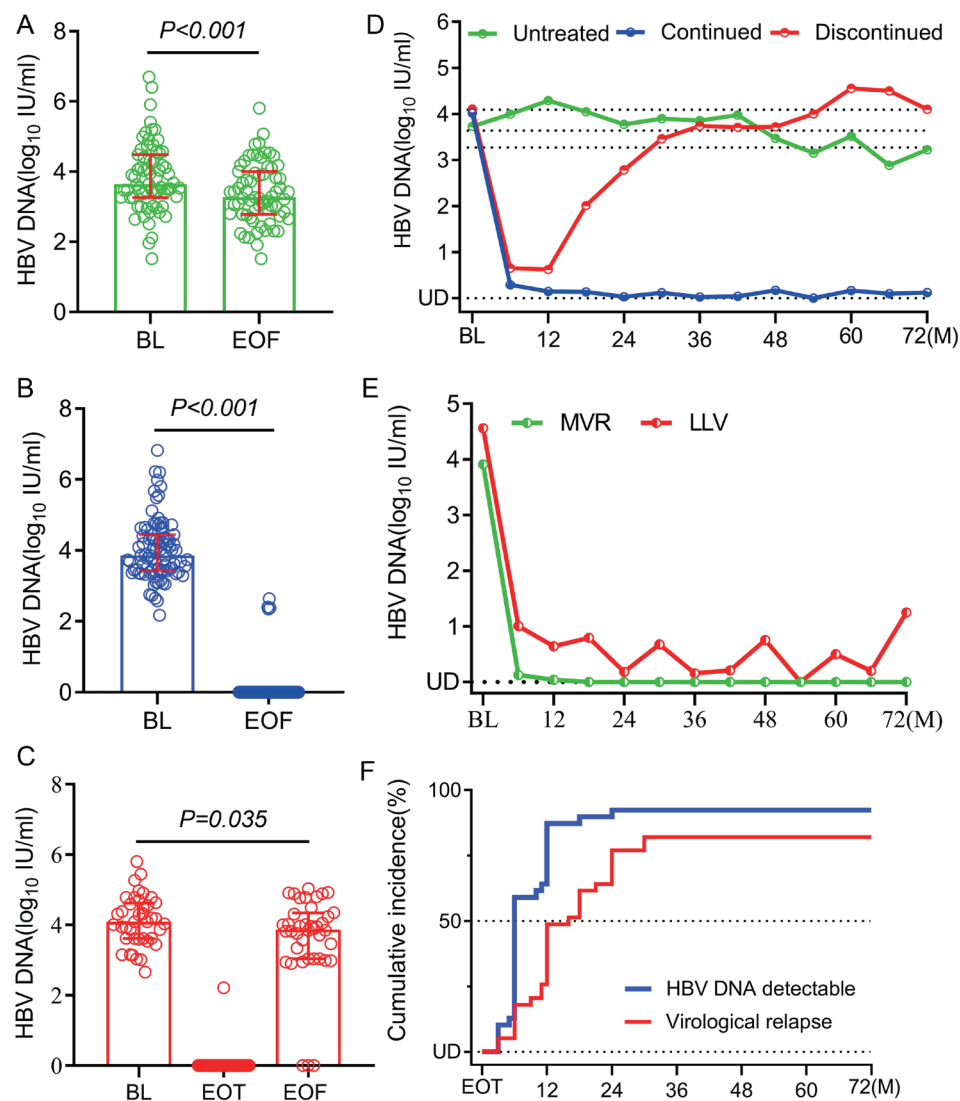 A
P<0.001
HBV DNA(log10 IU/ml)
8
6
4
2
0
BL EOF
B
P<0.001
HBV DNA(log10 IU/ml)
8
6
4
2
0
BL EOF
C
P=0.035
HBV DNA(log10 IU/ml)
8
6
4
2
0
BL EOT EOF
D
Untreated Continued Discontinued
HBV DNA(log10 IU/ml)
6
5
4
3
2
1
UD
BL 12 24 36 48 60 72(M)
E
MVR LLV
HBV DNA(log10 IU/ml)
5
4
3
2
1
UD
BL 12 24 36 48 60 72(M)
F
Cumulative incidence(%)
100
50
UD
HBV DNA detectable
Virological relapse
EOT 12 24 36 48 60 72(M)